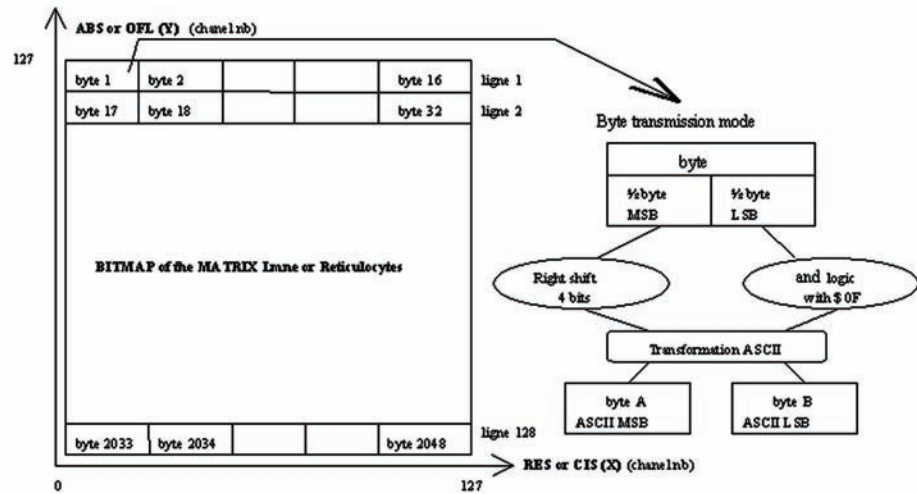 ABS or OFL (Y) (chanel nb)
127
byte 1 byte 2 byte 16 ligne 1
byte 17 byte 18 byte 32 ligne 2
Byte transmission mode
byte
½ byte MSB
½ byte LSB
BITMAP of the MATRIX Lmne or Reticulocytes
Right shift
4 bits
and logic
with $0F
Transformation ASCII
byte A
ASCII MSB
byte B
ASCII LSB
byte 2033 byte 2034 byte 2048 ligne 128
RES or CIS (X) (chanel nb)
0 127